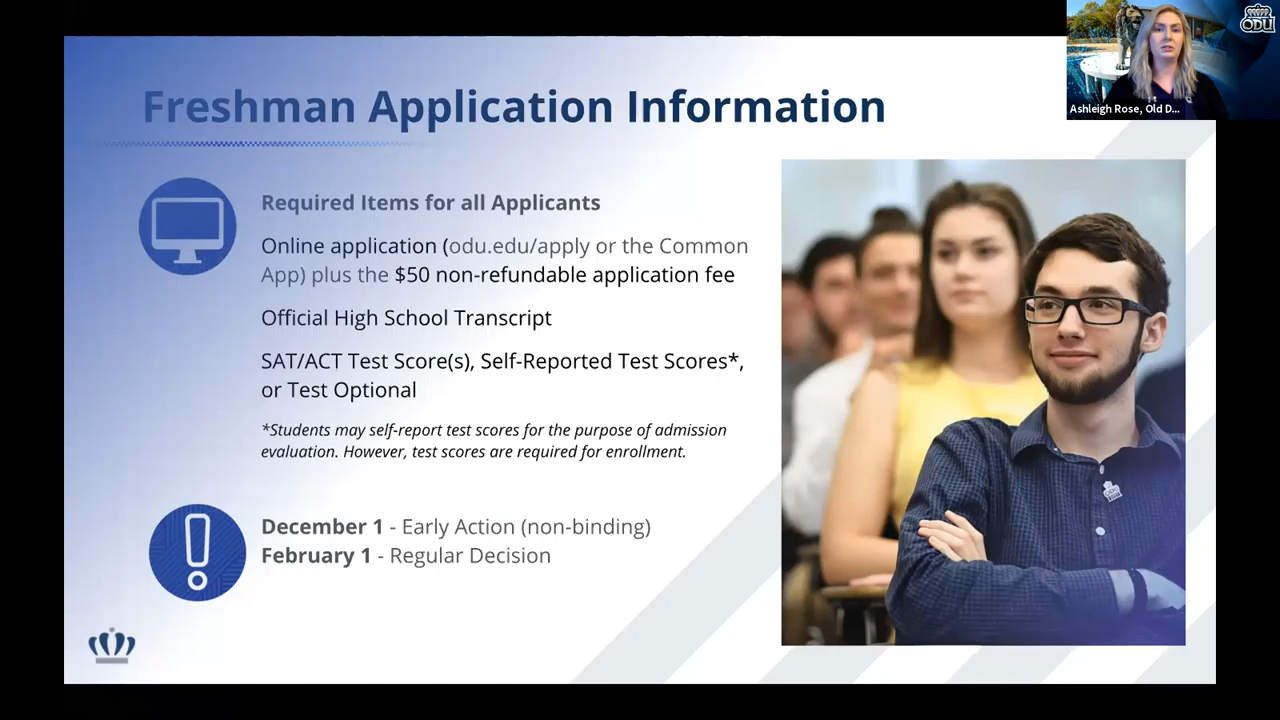 ODU
Ashleigh Rose, Old D...
Freshman Application Information
Required Items for all Applicants
Online application (odu.edu/apply or the Common
App) plus the $50 non-refundable application fee
Official High School Transcript
SAT/ACT Test Score(s), Self-Reported Test Scores*,
or Test Optional
*Students may self-report test scores for the purpose of admission
evaluation. However, test scores are required for enrollment.
December 1 - Early Action (non-binding)
February 1 - Regular Decision